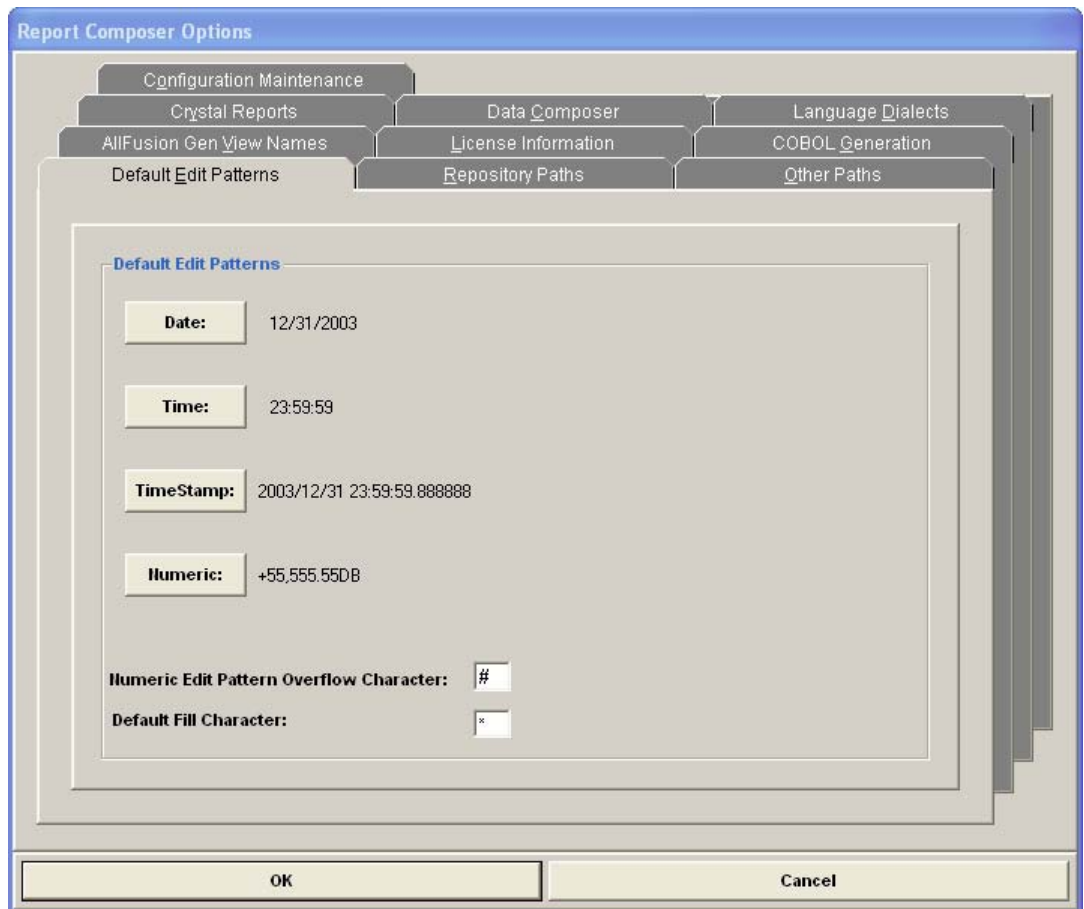 Report Composer Options
Configuration Maintenance
Crystal Reports Data Composer Language Dialects
AllFusion Gen View Names License Information COBOL Generation
Default Edit Patterns Repository Paths Other Paths
Default Edit Patterns
Date: 12/31/2003
Time: 23:59:59
TimeStamp: 2003/12/31 23:59:59.888888
Numeric: +55,555.55DB
Numeric Edit Pattern Overflow Character: #
Default Fill Character: *
OK Cancel